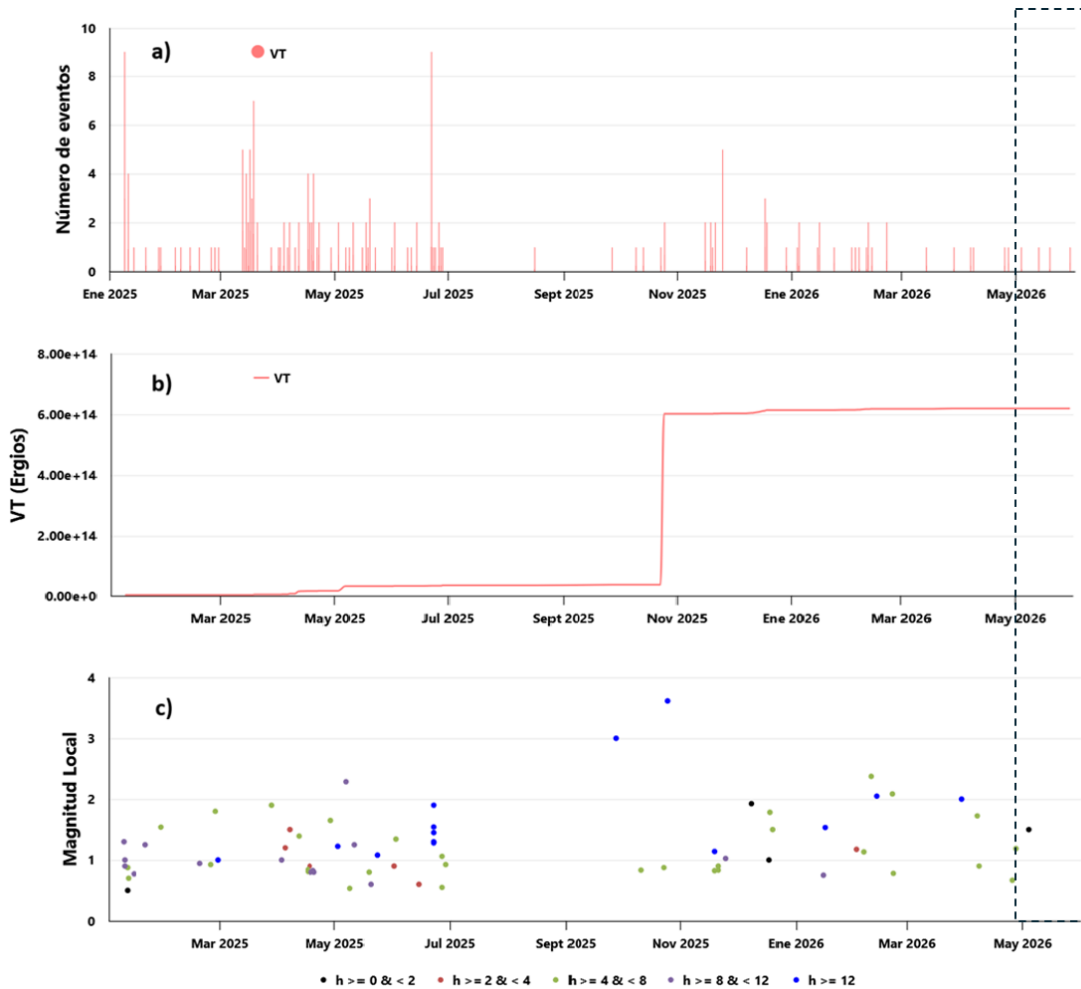 a)
VT
Número de eventos
10
8
6
4
2
0
Ene 2025 Mar 2025 May 2025 Jul 2025 Sept 2025 Nov 2025 Ene 2026 Mar 2026 May 2026
b)
VT
VT (Ergios)
8.00e+14
6.00e+14
4.00e+14
2.00e+14
0.00e+0
Mar 2025 May 2025 Jul 2025 Sept 2025 Nov 2025 Ene 2026 Mar 2026 May 2026
c)
Magnitud Local
4
3
2
1
0
Mar 2025 May 2025 Jul 2025 Sept 2025 Nov 2025 Ene 2026 Mar 2026 May 2026
h >= 0 & < 2 h >= 2 & < 4 h >= 4 & < 8 h >= 8 & < 12 h >= 12